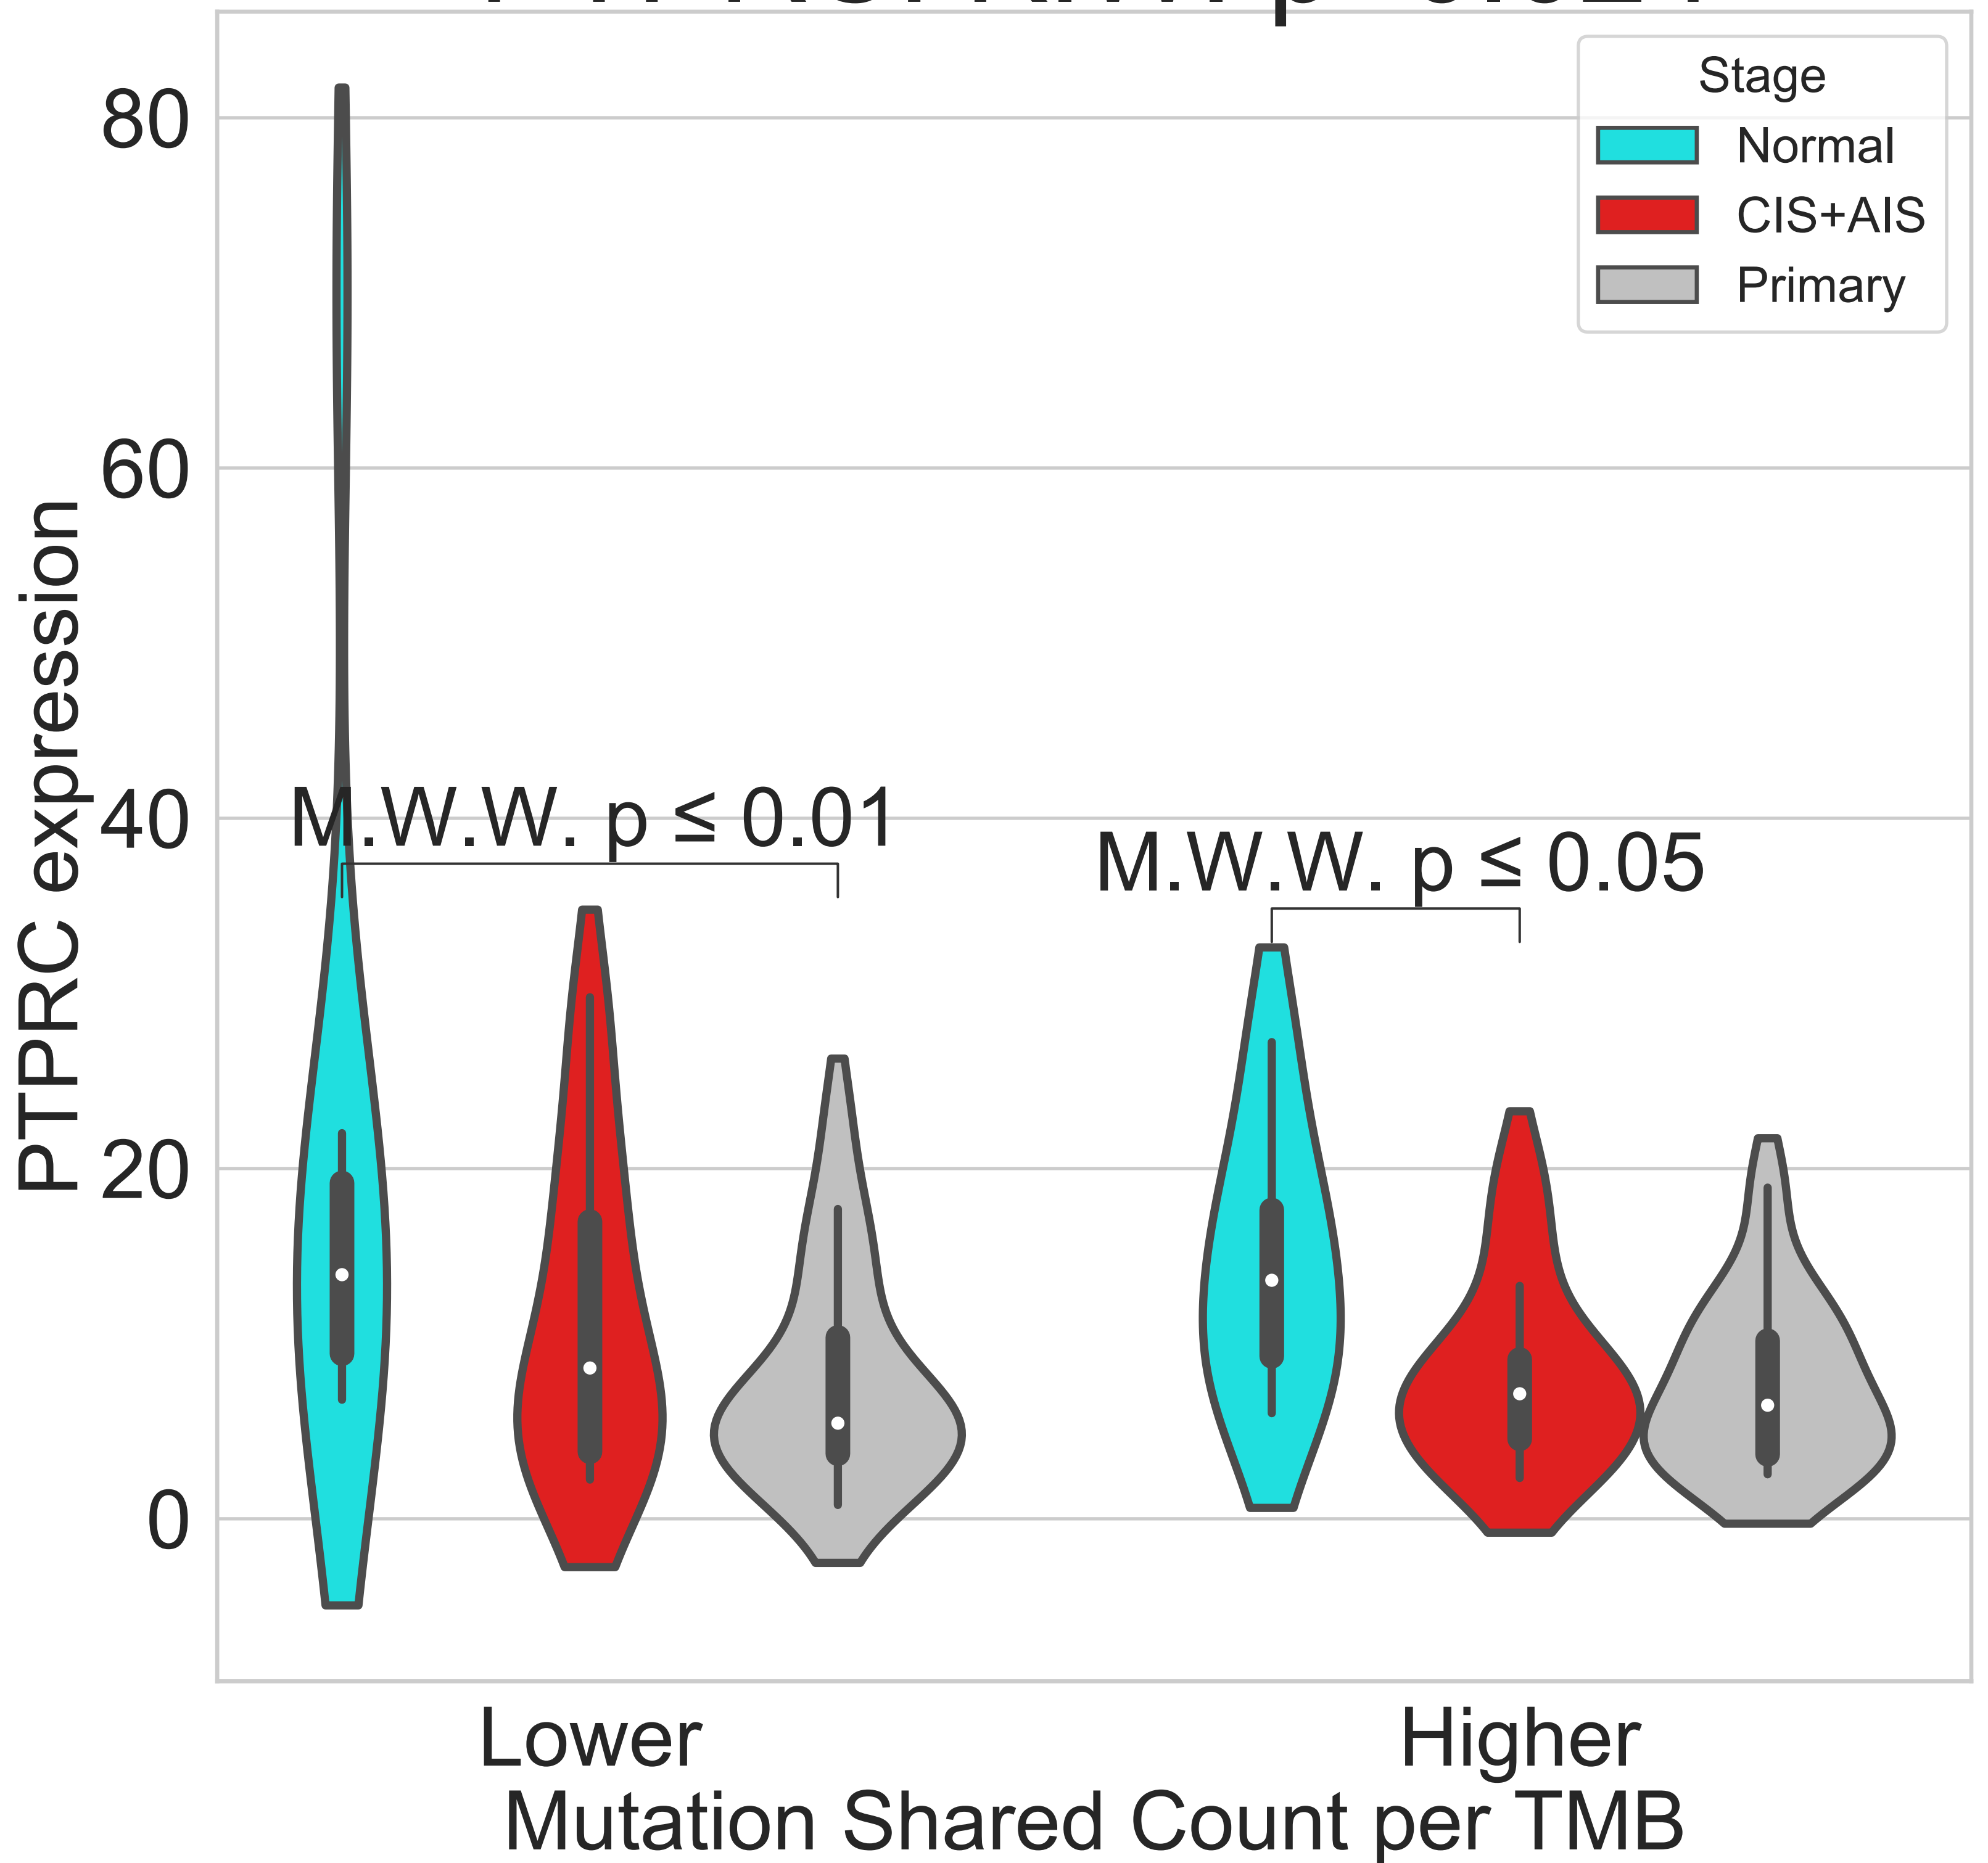 Stage
Normal
CIS+AIS
Primary
80
60
40
20
0
PTPRC expression
M.W.W. p ≤ 0.01
M.W.W. p ≤ 0.05
Lower
Higher
Mutation Shared Count per TMB